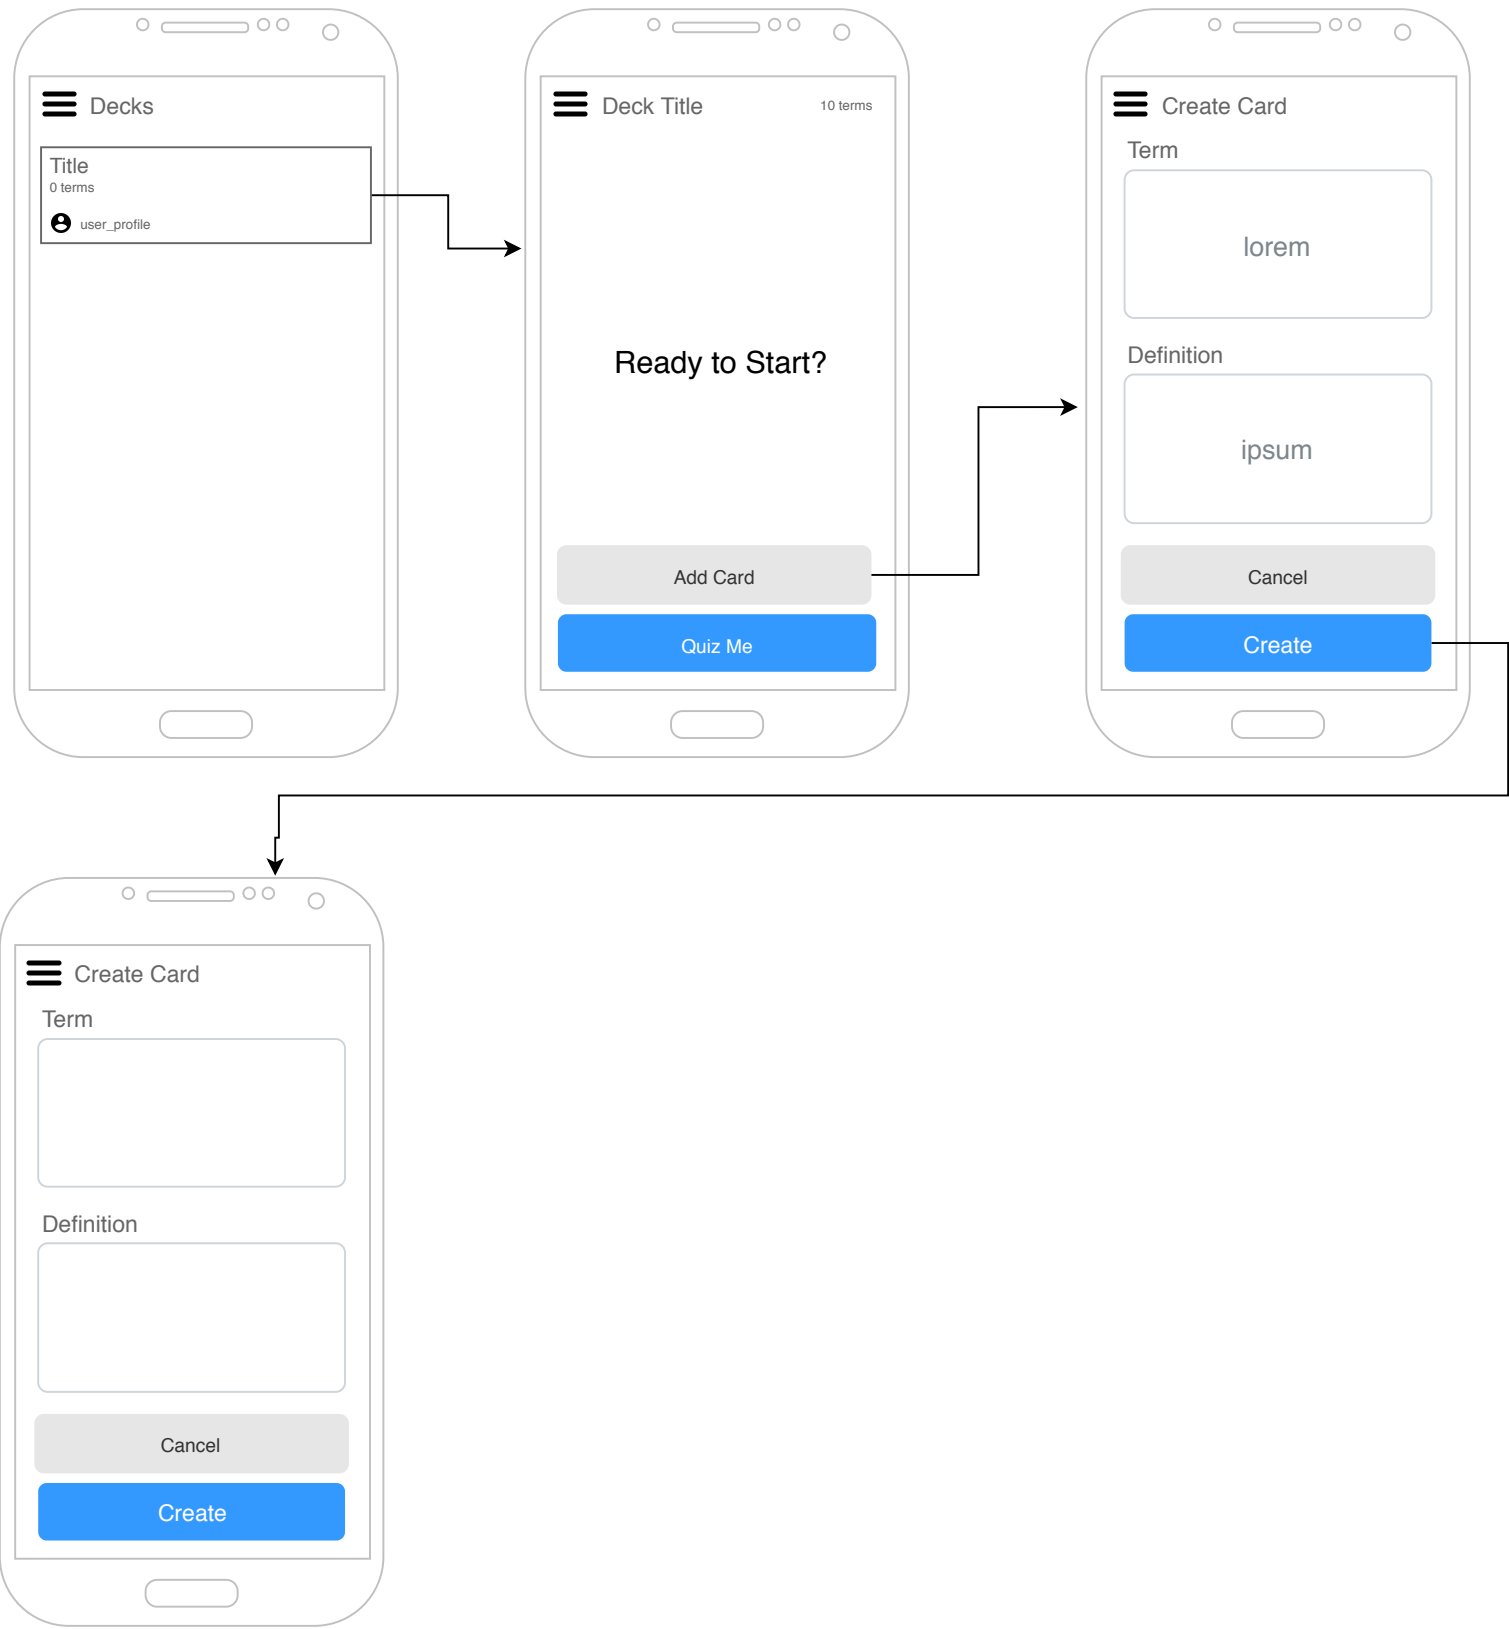 Decks
Title
0 terms
user_profile
Deck Title
10 terms
Ready to Start?
Add Card
Quiz Me
Create Card
Term
lorem
Definition
ipsum
Cancel
Create
Create Card
Term
Definition
Cancel
Create